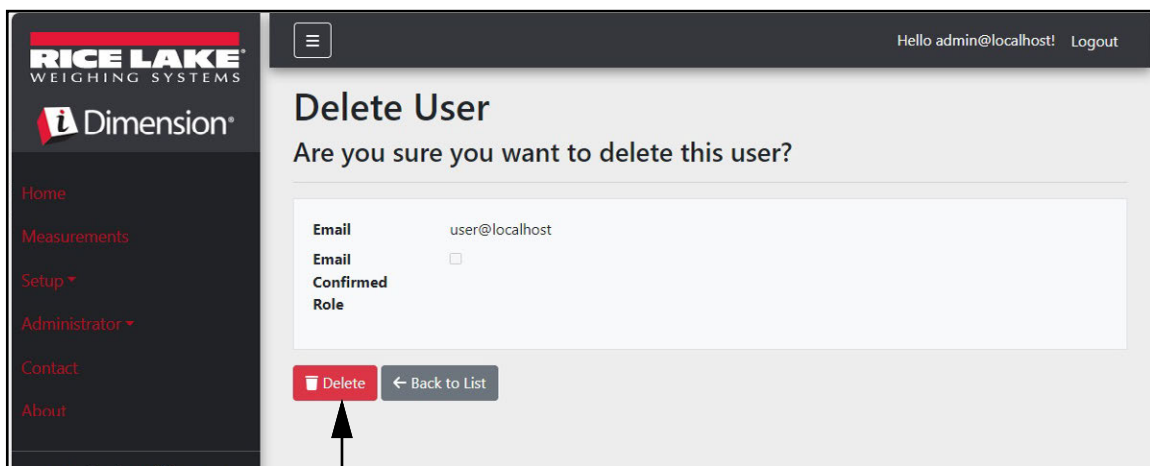 RICE LAKE®
WEIGHING SYSTEMS
i Dimension®
Home
Measurements
Setup
Administrator
Contact
About
Hello admin@localhost! Logout
Delete User
Are you sure you want to delete this user?
Email user@localhost
Email
Confirmed
Role
Delete Back to List